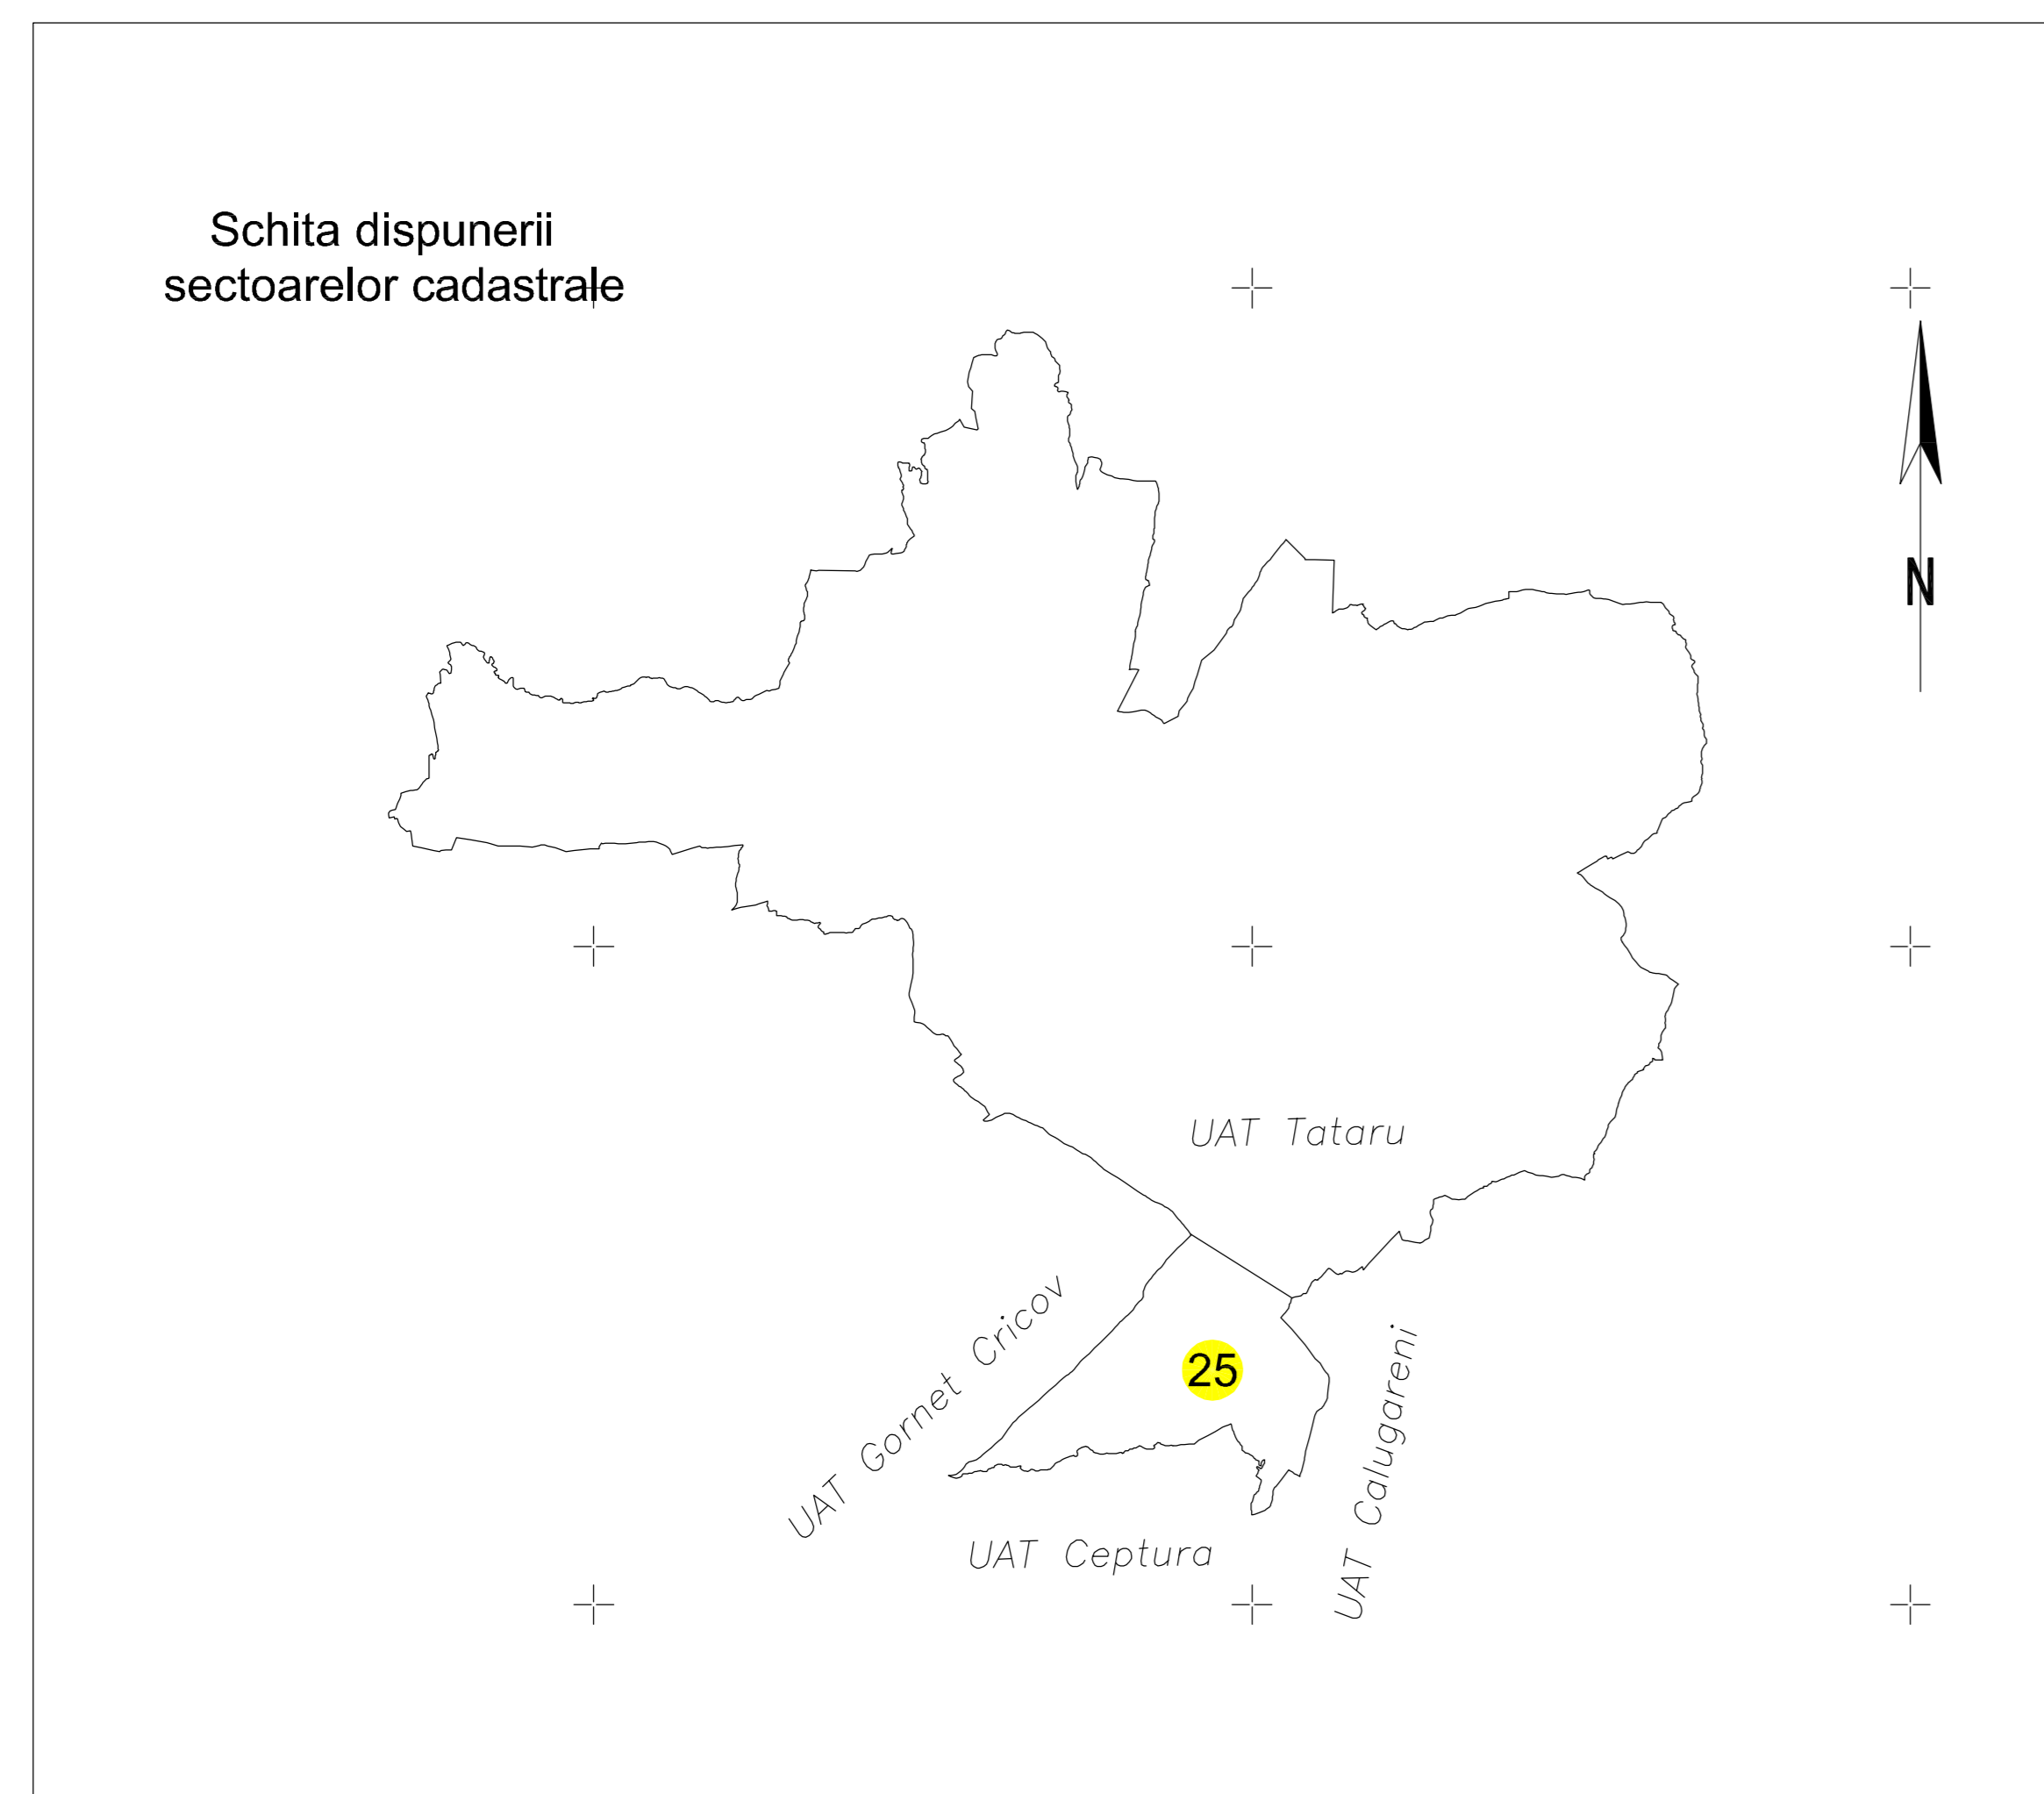 Schita dispunerii
sectoarelor cadastrale
N
UAT Tataru
UAT Gornet Cricov
25
UAT Calugareni
UAT Ceptura